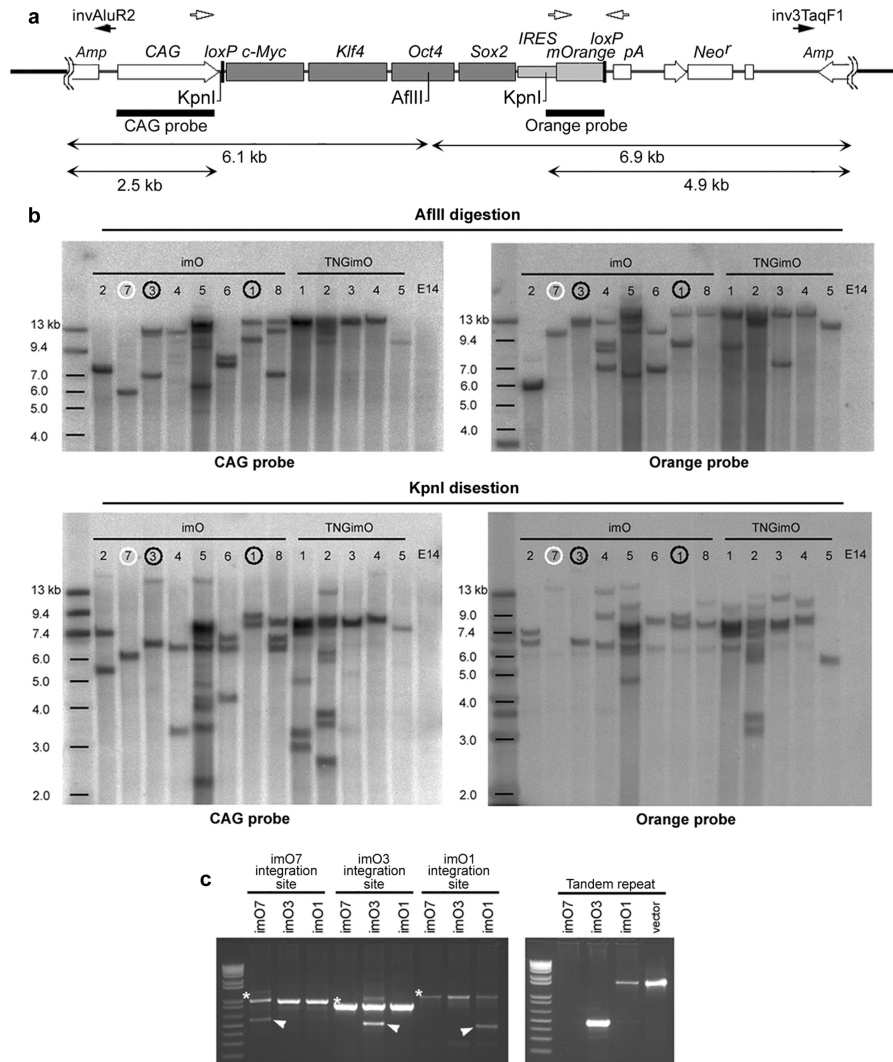 a
invAluR2
inv3TaqF1
Amp CAG loxP c-Myc Klf4 Oct4 Sox2 IRES mOrange loxP pA Neor Amp
KpnI AflII KpnI
CAG probe Orange probe
6.1 kb 6.9 kb
2.5 kb 4.9 kb
b
AflII digestion
imO TNGimO
2 7 3 4 5 6 1 8 1 2 3 4 5 E14
13 kb
9.4
7.0
6.0
5.0
4.0
CAG probe
imO TNGimO
2 7 3 4 5 6 1 8 1 2 3 4 5 E14
13 kb
9.4
7.0
6.0
5.0
4.0
Orange probe
KpnI disestion
imO TNGimO
2 7 3 4 5 6 1 8 1 2 3 4 5 E14
13 kb
9.4
7.4
6.0
5.0
4.0
3.0
2.0
CAG probe
imO TNGimO
2 7 3 4 5 6 1 8 1 2 3 4 5 E14
13 kb
9.0
7.4
6.0
5.0
4.0
3.0
2.0
Orange probe
c
imO7 integration site
imO3 integration site
imO1 integration site
imO7 imO3 imO1 imO7 imO3 imO1 imO7 imO3 imO1
* * *
Tandem repeat
imO7 imO3 imO1 vector